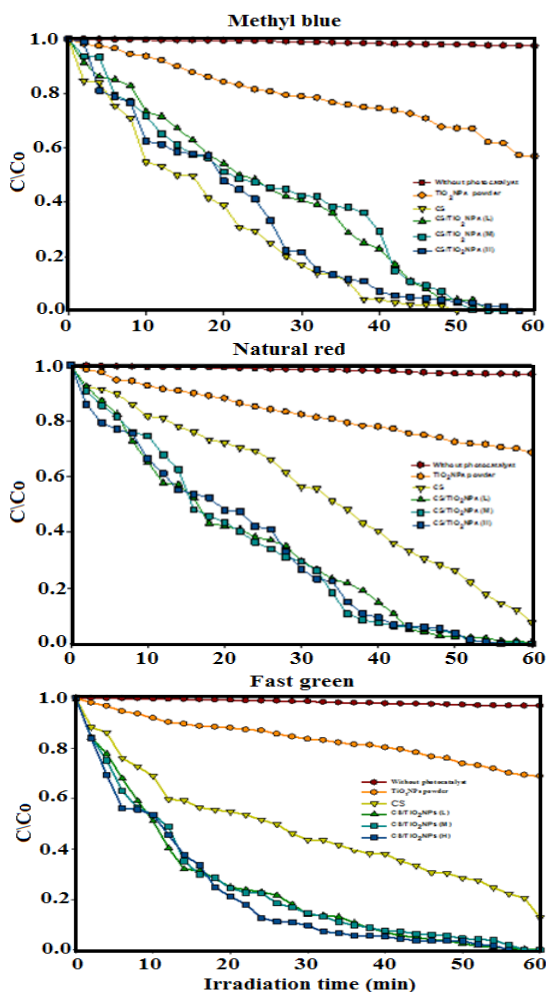 Methyl blue
C\C0
1.0
0.8
0.6
0.4
0.2
0.0
Without photocatalyst
TiO2NPs powder
CS
CS/TiO2NPs (L)
CS/TiO2NPs (M)
CS/TiO2NPs (H)
0 10 20 30 40 50 60
Natural red
C\C0
1.0
0.8
0.6
0.4
0.2
0.0
Without photocatalyst
TiO2NPs powder
CS
CS/TiO2NPs (L)
CS/TiO2NPs (M)
CS/TiO2NPs (H)
0 10 20 30 40 50 60
Fast green
C\C0
1.0
0.8
0.6
0.4
0.2
0.0
Without photocatalyst
TiO2NPs powder
CS
CS/TiO2NPs (L)
CS/TiO2NPs (M)
CS/TiO2NPs (H)
0 10 20 30 40 50 60
Irradiation time (min)